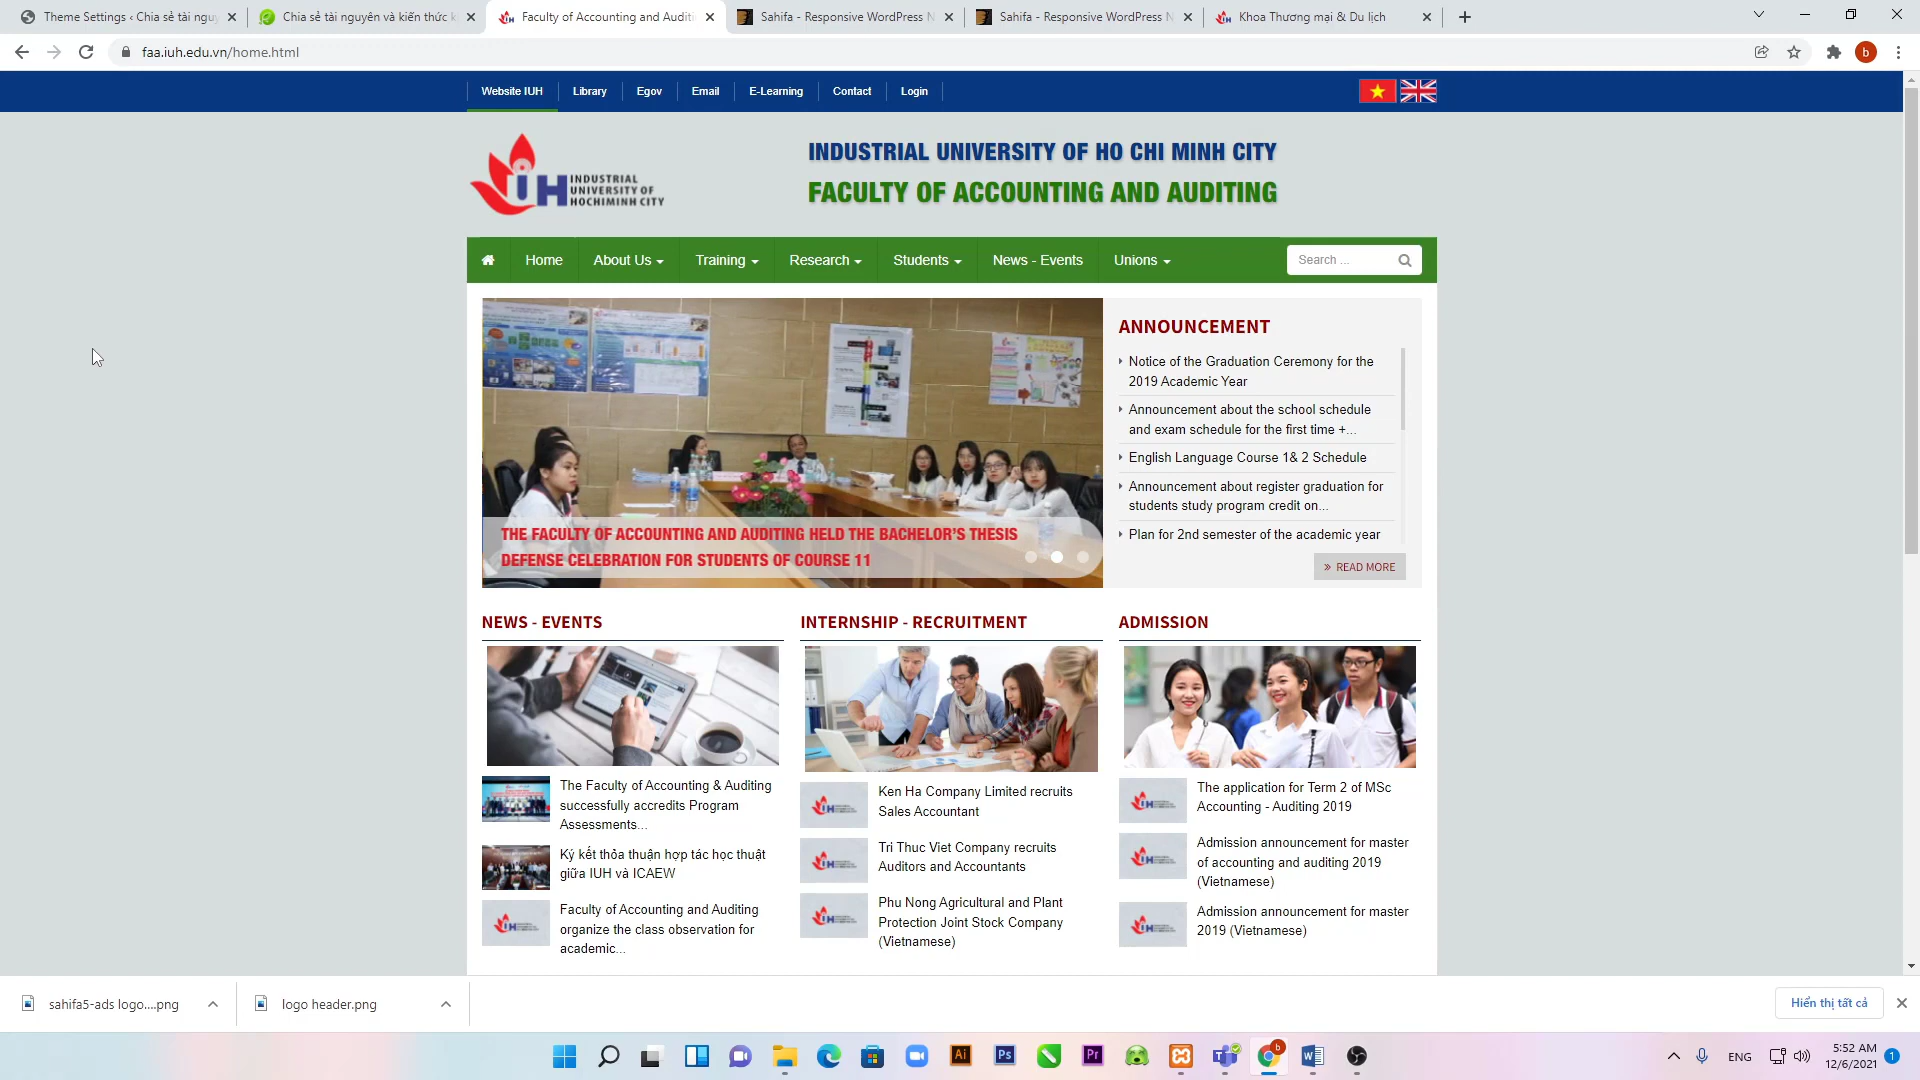 Theme Settings ‹ Chia sẻ tài ngu
Chia sẻ tài nguyên và kiến thức k
Faculty of Accounting and Auditi
Sahifa - Responsive WordPress N
Sahifa - Responsive WordPress N
Khoa Thương mại & Du lịch
faa.iuh.edu.vn/home.html
b
Website IUH
Library
Egov
Email
E-Learning
Contact
Login
IUH
INDUSTRIAL
UNIVERSITY OF
HOCHIMINH CITY
INDUSTRIAL UNIVERSITY OF HO CHI MINH CITY
FACULTY OF ACCOUNTING AND AUDITING
Home
About Us
Training
Research
Students
News - Events
Unions
Search ...
THE FACULTY OF ACCOUNTING AND AUDITING HELD THE BACHELOR'S THESIS
DEFENSE CELEBRATION FOR STUDENTS OF COURSE 11
ANNOUNCEMENT
Notice of the Graduation Ceremony for the
2019 Academic Year
Announcement about the school schedule
and exam schedule for the first time +...
English Language Course 1& 2 Schedule
Announcement about register graduation for
students study program credit on...
Plan for 2nd semester of the academic year
» READ MORE
NEWS - EVENTS
The Faculty of Accounting & Auditing
successfully accredits Program
Assessments...
Ký kết thỏa thuận hợp tác học thuật
giữa IUH và ICAEW
Faculty of Accounting and Auditing
organize the class observation for
academic...
INTERNSHIP - RECRUITMENT
Ken Ha Company Limited recruits
Sales Accountant
Tri Thuc Viet Company recruits
Auditors and Accountants
Phu Nong Agricultural and Plant
Protection Joint Stock Company
(Vietnamese)
ADMISSION
The application for Term 2 of MSc
Accounting - Auditing 2019
Admission announcement for master
of accounting and auditing 2019
(Vietnamese)
Admission announcement for master
2019 (Vietnamese)
sahifa5-ads logo....png
logo header.png
Hiển thị tất cả
Ai
Ps
Pr
b
ENG
5:52 AM
12/6/2021
1